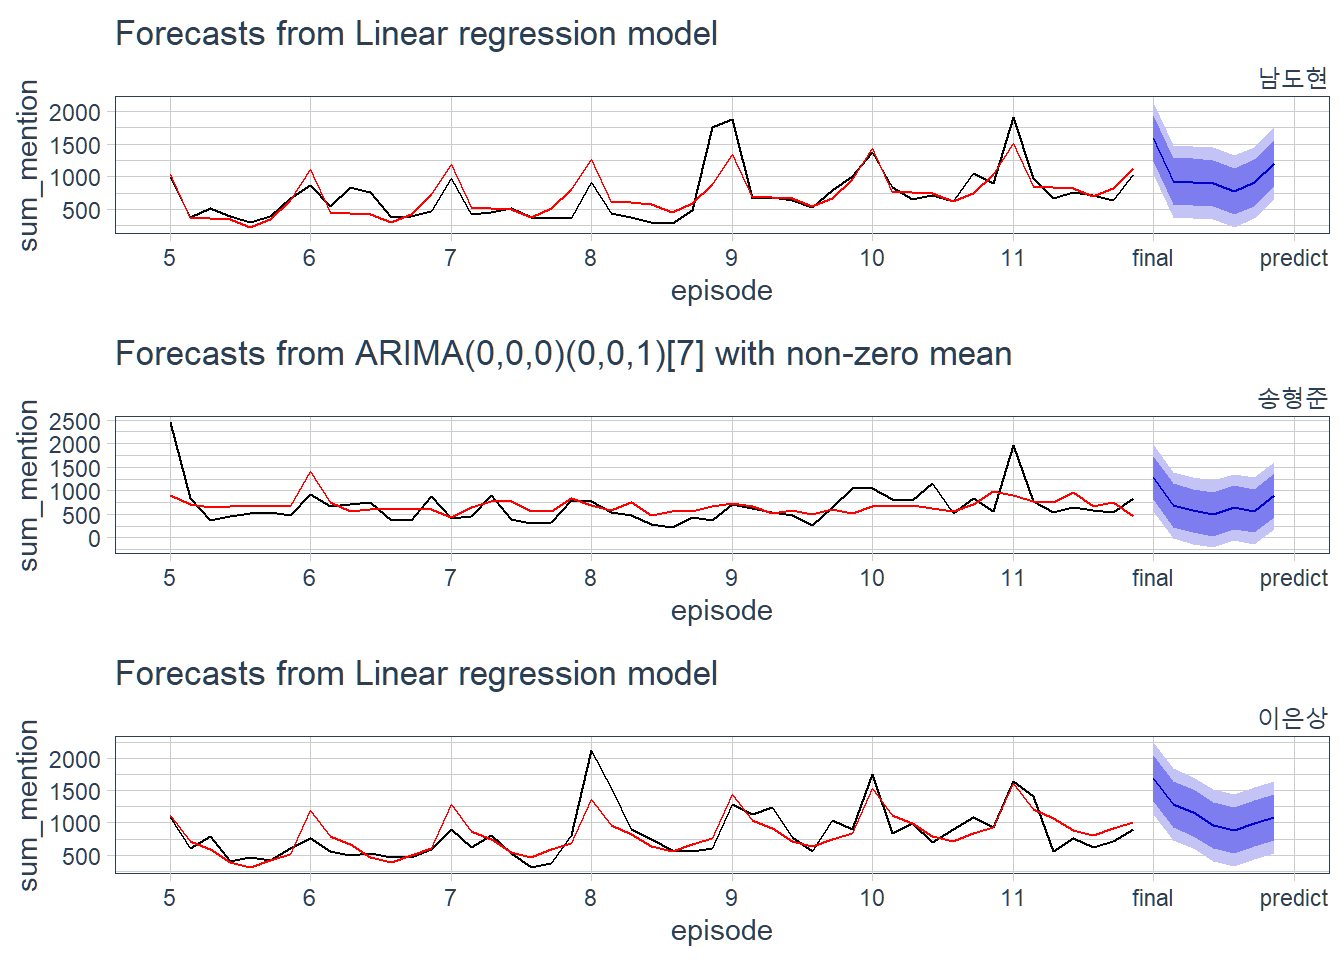 Forecasts from Linear regression model
남도현
sum_mention
2000
1500
1000
500
5 6 7 8 9 10 11 final predict
episode
Forecasts from ARIMA(0,0,0)(0,0,1)[7] with non-zero mean
송형준
sum_mention
2500
2000
1500
1000
500
0
5 6 7 8 9 10 11 final predict
episode
Forecasts from Linear regression model
이은상
sum_mention
2000
1500
1000
500
5 6 7 8 9 10 11 final predict
episode